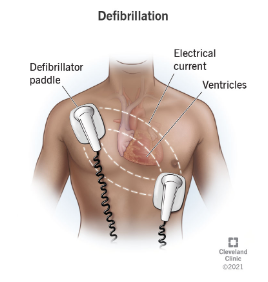 Defibrillation
Electrical
current
Defibrillator
paddle
Ventricles
Cleveland
Clinic
©2021